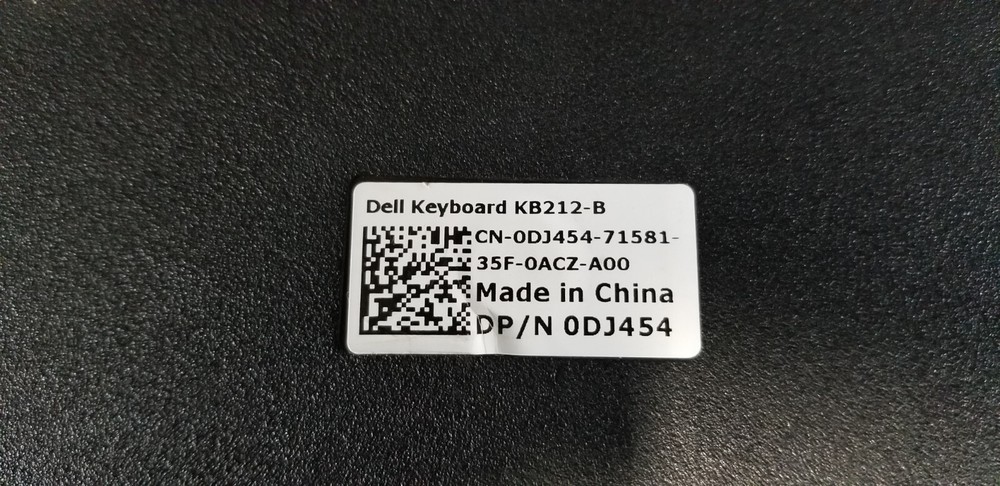 Dell Keyboard KB212-B
CN-0DJ454-71581-
35F-0ACZ-A00
Made in China
DP/N 0DJ454